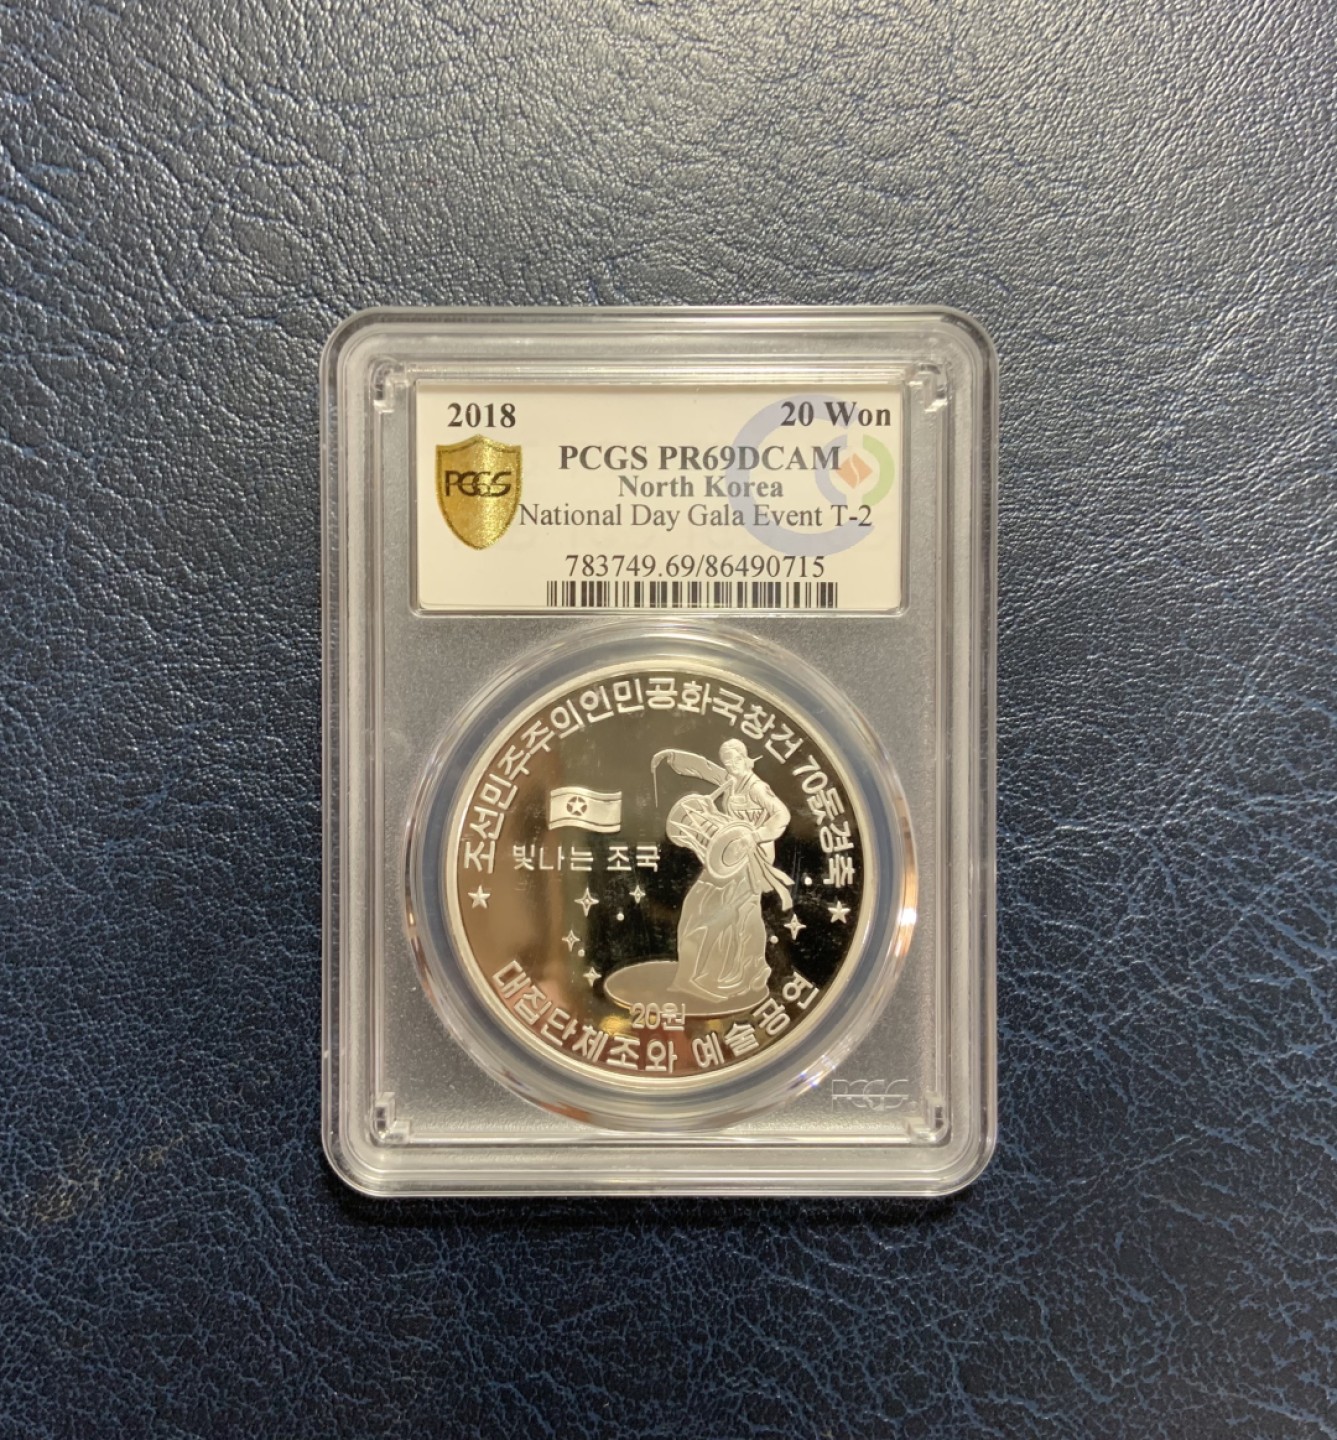 2018
20 Won
PCGS
PCGS PR69DCAM
North Korea
National Day Gala Event T-2
783749.69/86490715
조선민주주의인민공화국창건 70돐경축
빛나는 조국
20원
대집단체조와 예술공연
PCGS